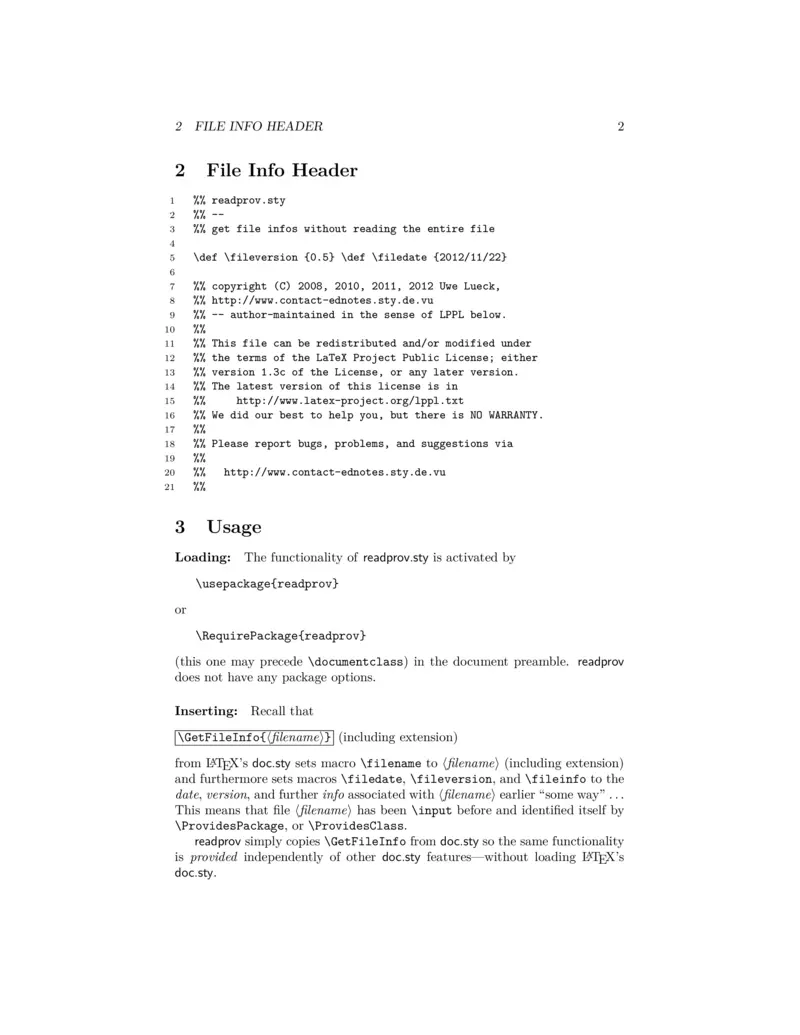 2 FILE INFO HEADER 2
2 File Info Header
1 %% readprov.sty
2 %% --
3 %% get file infos without reading the entire file
4
5 \def \fileversion {0.5} \def \filedate {2012/11/22}
6
7 %% copyright (C) 2008, 2010, 2011, 2012 Uwe Lueck,
8 %% http://www.contact-ednotes.sty.de.vu
9 %% -- author-maintained in the sense of LPPL below.
10 %%
11 %% This file can be redistributed and/or modified under
12 %% the terms of the LaTeX Project Public License; either
13 %% version 1.3c of the License, or any later version.
14 %% The latest version of this license is in
15 %%     http://www.latex-project.org/lppl.txt
16 %% We did our best to help you, but there is NO WARRANTY.
17 %%
18 %% Please report bugs, problems, and suggestions via
19 %%
20 %%   http://www.contact-ednotes.sty.de.vu
21 %%
3 Usage
Loading: The functionality of readprov.sty is activated by
\usepackage{readprov}
or
\RequirePackage{readprov}
(this one may precede \documentclass) in the document preamble. readprov
does not have any package options.
Inserting: Recall that
\GetFileInfo{⟨filename⟩} (including extension)
from LATEX's doc.sty sets macro \filename to ⟨filename⟩ (including extension)
and furthermore sets macros \filedate, \fileversion, and \fileinfo to the
date, version, and further info associated with ⟨filename⟩ earlier “some way” . . .
This means that file ⟨filename⟩ has been \input before and identified itself by
\ProvidesPackage, or \ProvidesClass.
readprov simply copies \GetFileInfo from doc.sty so the same functionality
is provided independently of other doc.sty features—without loading LATEX's
doc.sty.